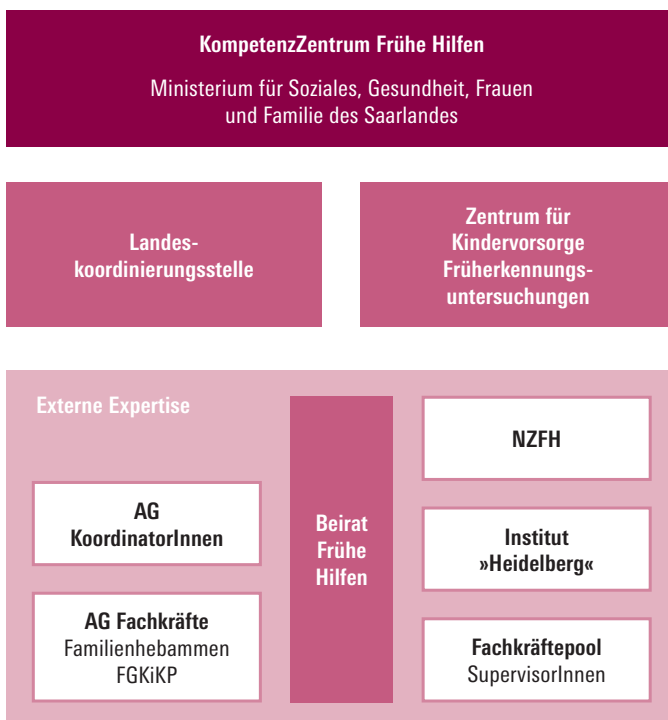 KompetenzZentrum Frühe Hilfen
Ministerium für Soziales, Gesundheit, Frauen
und Familie des Saarlandes
Landes-
koordinierungsstelle
Zentrum für
Kindervorsorge
Früherkennungs-
untersuchungen
Externe Expertise
AG
KoordinatorInnen
AG Fachkräfte
Familienhebammen
FGKiKP
Beirat
Frühe
Hilfen
NZFH
Institut
»Heidelberg«
Fachkräftepool
SupervisorInnen